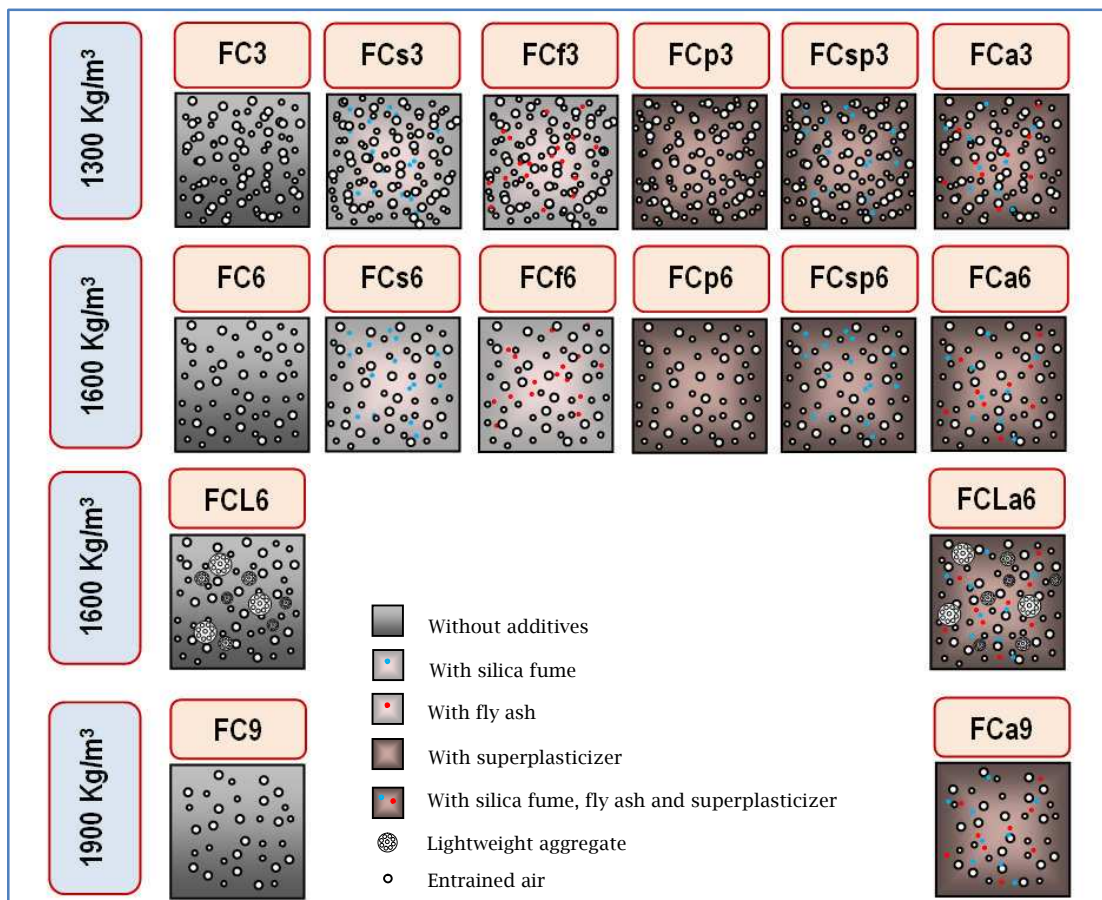 1300 Kg/m³
FC3
FCs3
FCf3
FCp3
FCsp3
FCa3
1600 Kg/m³
FC6
FCs6
FCf6
FCp6
FCsp6
FCa6
1600 Kg/m³
FCL6
FCLa6
1900 Kg/m³
FC9
FCa9
Without additives
With silica fume
With fly ash
With superplasticizer
With silica fume, fly ash and superplasticizer
Lightweight aggregate
Entrained air